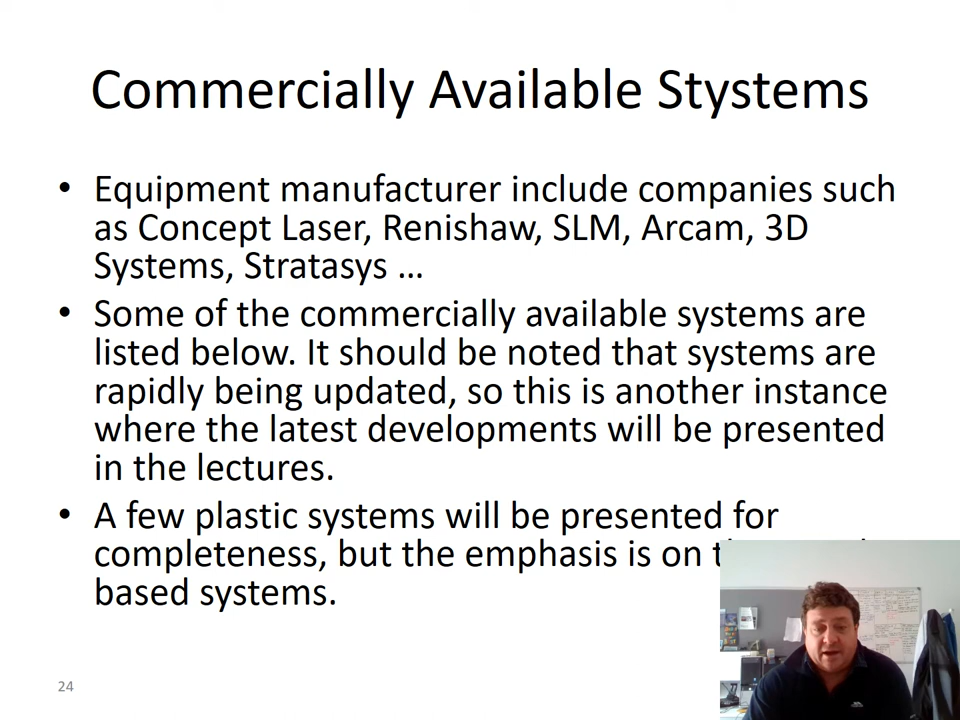 Commercially Available Stystems
• Equipment manufacturer include companies such
as Concept Laser, Renishaw, SLM, Arcam, 3D
Systems, Stratasys ...
• Some of the commercially available systems are
listed below. It should be noted that systems are
rapidly being updated, so this is another instance
where the latest developments will be presented
in the lectures.
• A few plastic systems will be presented for
completeness, but the emphasis is on
based systems.
24